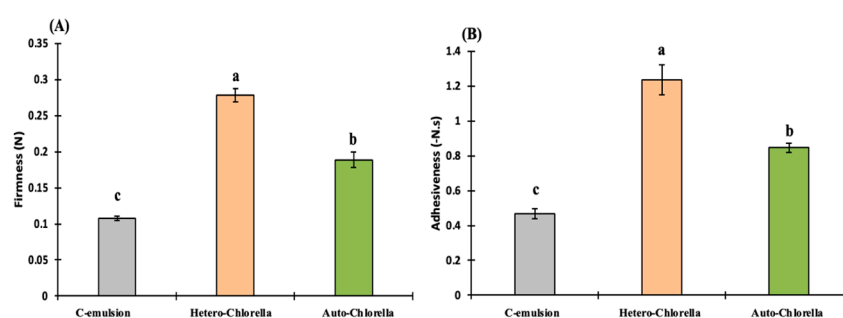 (A)
Firmness (N)
0.35
0.3
0.25
0.2
0.15
0.1
0.05
0
c
a
b
C-emulsion Hetero-Chlorella Auto-Chlorella
(B)
Adhesiveness (-N.s)
1.4
1.2
1
0.8
0.6
0.4
0.2
0
c
a
b
C-emulsion Hetero-Chlorella Auto-Chlorella